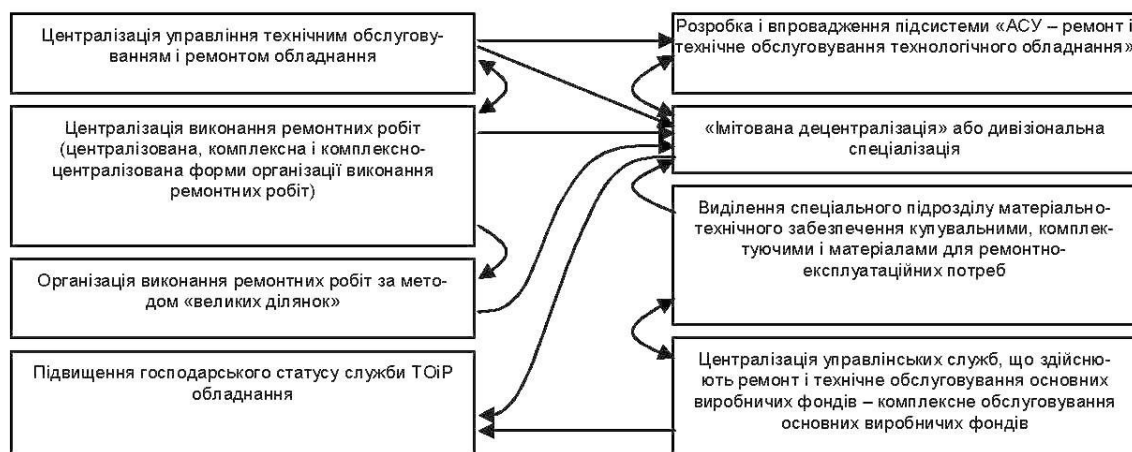 Централізація управління технічним обслугову-
ванням і ремонтом обладнання
Централізація виконання ремонтних робіт
(централізована, комплексна і комплексно-
централізована форми організації виконання
ремонтних робіт)
Організація виконання ремонтних робіт за мето-
дом «великих ділянок»
Підвищення господарського статусу служби ТОіР
обладнання
Розробка і впровадження підсистеми «АСУ – ремонт і
технічне обслуговування технологічного обладнання»
«Імітована децентралізація» або дивізіональна
спеціалізація
Виділення спеціального підрозділу матеріально-
технічного забезпечення купувальними, комплек-
туючими і матеріалами для ремонтно-
експлуатаційних потреб
Централізація управлінських служб, що здійсню-
ють ремонт і технічне обслуговування основних
виробничих фондів – комплексне обслуговування
основних виробничих фондів